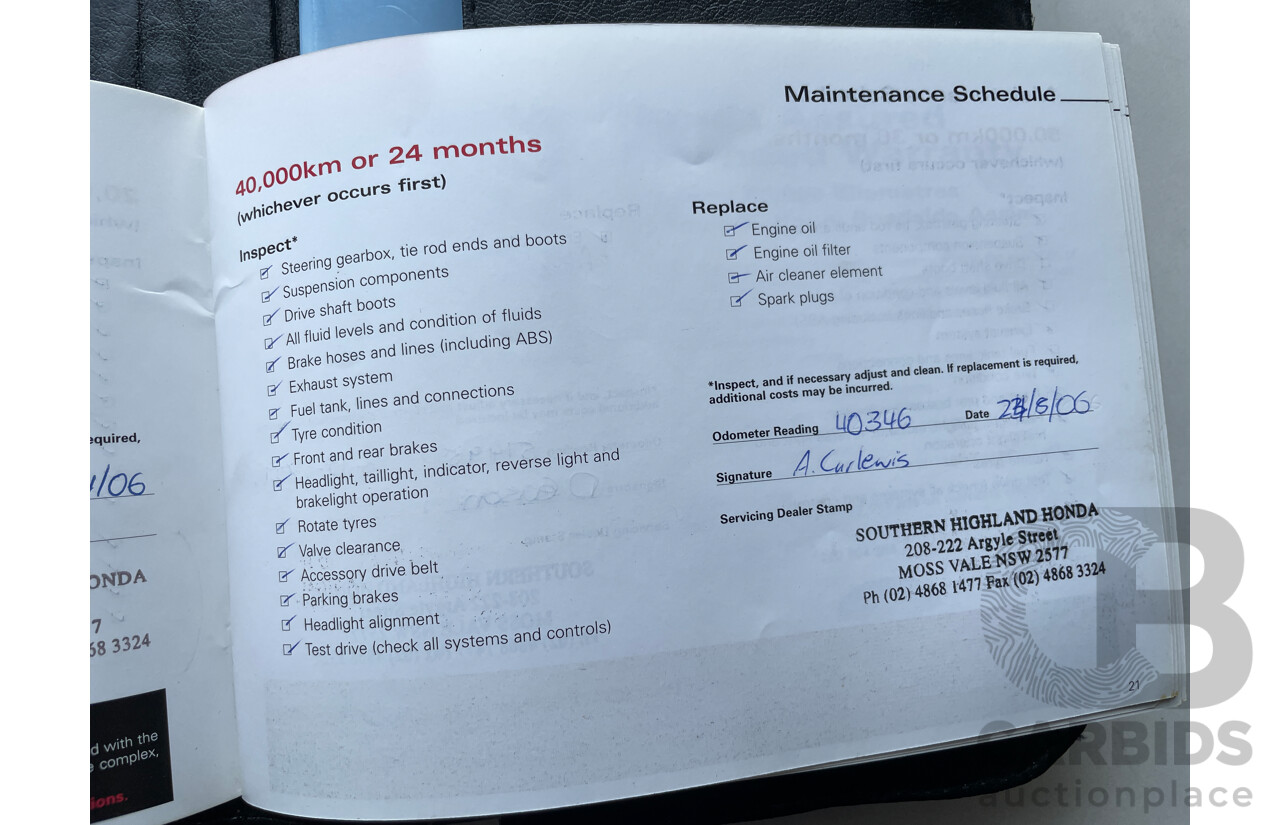 Maintenance Schedule
40,000km or 24 months
(whichever occurs first)
Inspect*
Steering gearbox, tie rod ends and boots
Suspension components
Drive shaft boots
All fluid levels and condition of fluids
Brake hoses and lines (including ABS)
Exhaust system
Fuel tank, lines and connections
Tyre condition
Front and rear brakes
Headlight, taillight, indicator, reverse light and
brakelight operation
Rotate tyres
Valve clearance
Accessory drive belt
Parking brakes
Headlight alignment
Test drive (check all systems and controls)
Replace
Engine oil
Engine oil filter
Air cleaner element
Spark plugs
*Inspect, and if necessary adjust and clean. If replacement is required,
additional costs may be incurred.
Odometer Reading 40346 Date
Signature A. Curlewis
Servicing Dealer Stamp
SOUTHERN HIGHLAND HONDA
208-222 Argyle Street
MOSS VALE NSW 2577
Ph (02) 4868 1477 Fax (02) 4868 3324
21
equired,
/06
ONDA
7
68 3324
d with the
complex,
ions.
CARBIDS
auctionplace